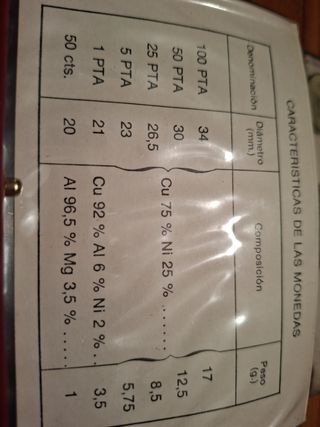 CARACTERISTICAS DE LAS MONEDAS
Denominación Diámetro (mm.) Composición Peso (g.)
100 PTA 34 17
50 PTA 30 12,5
Cu 75 % Ni 25 % ......
25 PTA 26,5 8,5
5 PTA 23 5,75
1 PTA 21 Cu 92 % Al 6 % Ni 2 % .. 3,5
50 cts. 20 Al 96,5 % Mg 3,5 % ..... 1